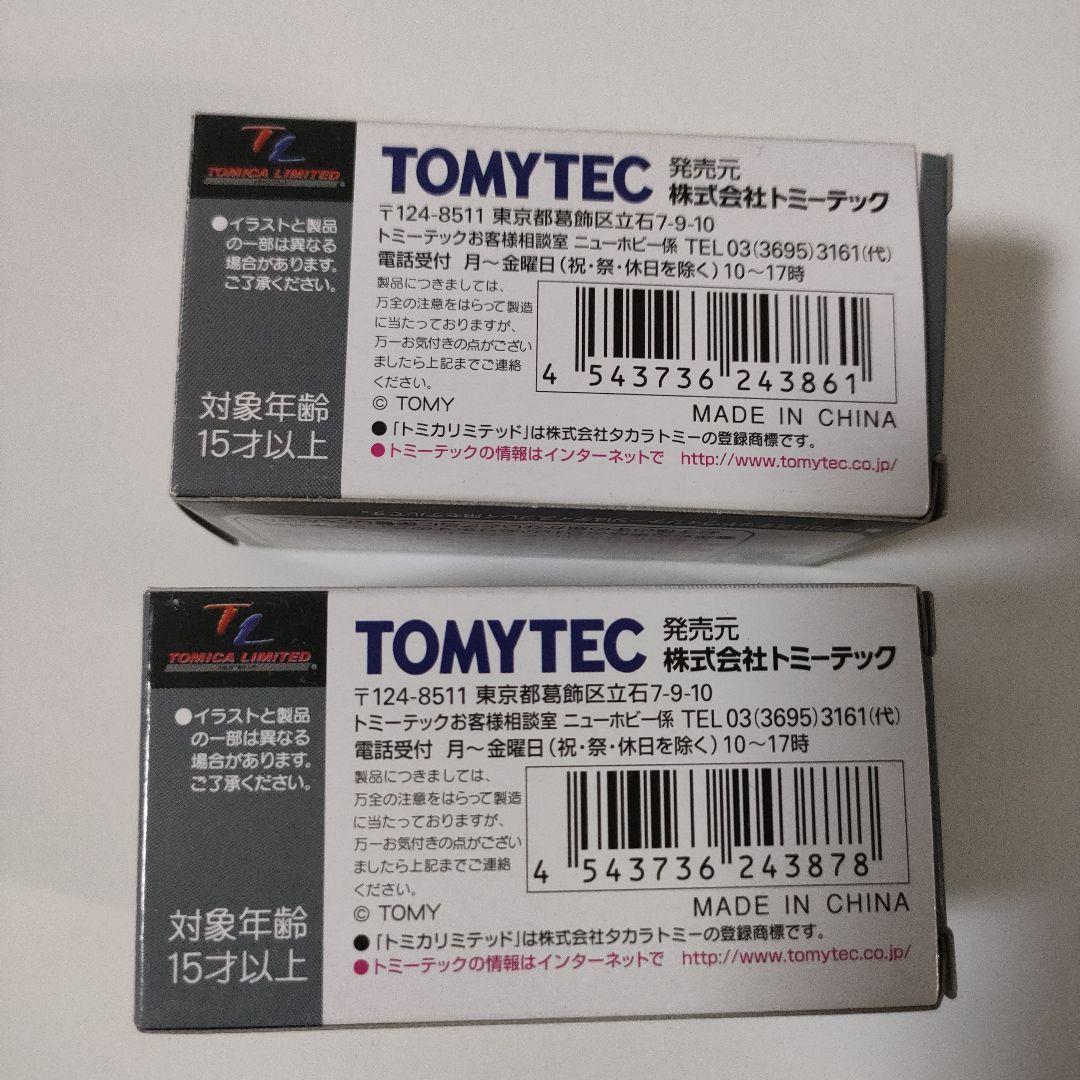 TL
TOMICA LIMITED
●イラストと製品
の一部は異なる
場合があります。
ご了承ください。
対象年齢
15才以上
TOMYTEC 発売元
株式会社トミーテック
〒124-8511 東京都葛飾区立石7-9-10
トミーテックお客様相談室 ニューホビー係 TEL 03(3695)3161(代)
電話受付 月〜金曜日(祝・祭・休日を除く)10〜17時
製品につきましては、
万全の注意をはらって製造
に当たっておりますが、
万一お気付きの点がござい
ましたら上記までご連絡
ください。
© TOMY
4 543736 243861
MADE IN CHINA
●「トミカリミテッド」は株式会社タカラトミーの登録商標です。
●トミーテックの情報はインターネットで http://www.tomytec.co.jp/
TL
TOMICA LIMITED
●イラストと製品
の一部は異なる
場合があります。
ご了承ください。
対象年齢
15才以上
TOMYTEC 発売元
株式会社トミーテック
〒124-8511 東京都葛飾区立石7-9-10
トミーテックお客様相談室 ニューホビー係 TEL 03(3695)3161(代)
電話受付 月〜金曜日(祝・祭・休日を除く)10〜17時
製品につきましては、
万全の注意をはらって製造
に当たっておりますが、
万一お気付きの点がござい
ましたら上記までご連絡
ください。
© TOMY
4 543736 243878
MADE IN CHINA
●「トミカリミテッド」は株式会社タカラトミーの登録商標です。
●トミーテックの情報はインターネットで http://www.tomytec.co.jp/